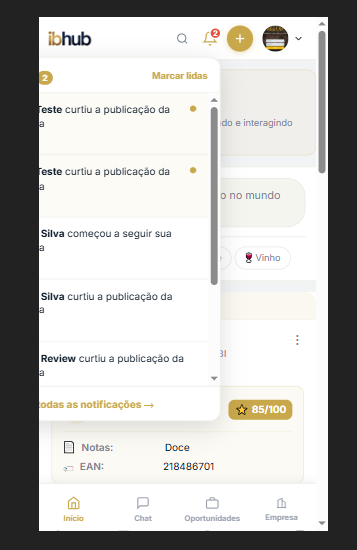 ibhub
2
2
Marcar lidas
Teste curtiu a publicação da
a
do e interagindo
Teste curtiu a publicação da
a
o no mundo
Silva começou a seguir sua
a
Vinho
Silva curtiu a publicação da
a
Review curtiu a publicação da
a
todas as notificações →
85/100
Notas: Doce
EAN: 218486701
Início Chat Oportunidades Empresa